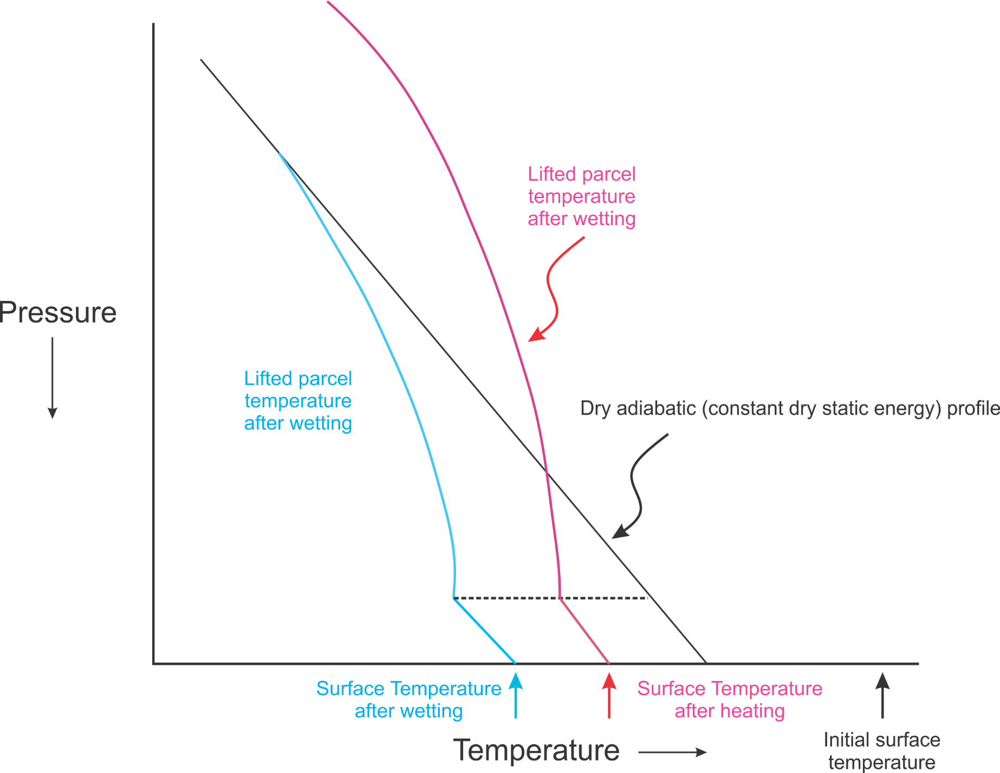 Lifted parcel
temperature
after wetting
Pressure
Lifted parcel
temperature
after wetting
Dry adiabatic (constant dry static energy) profile
Surface Temperature
after wetting
Surface Temperature
after heating
Initial surface
temperature
Temperature